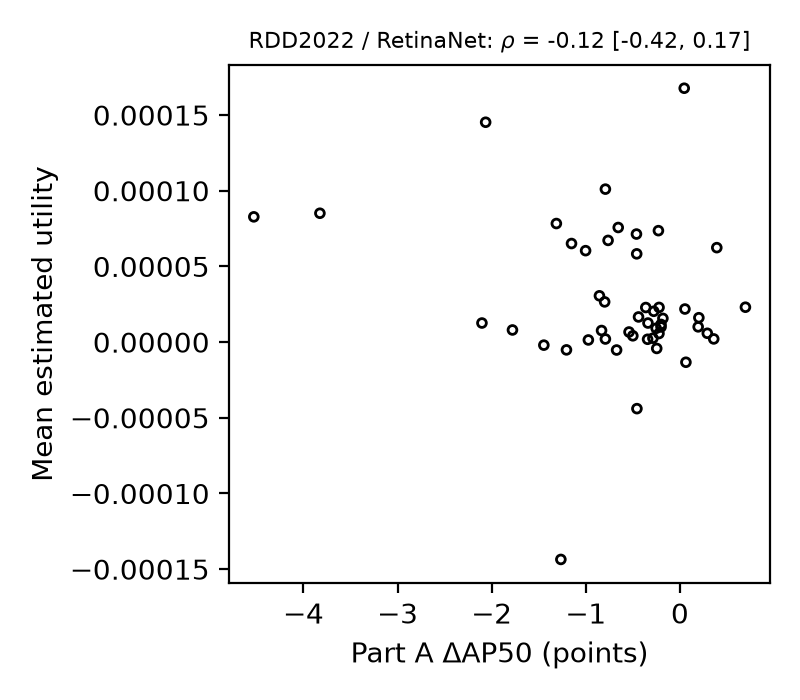 RDD2022 / RetinaNet: ρ = -0.12 [-0.42, 0.17]
Mean estimated utility
0.00015
0.00010
0.00005
0.00000
−0.00005
−0.00010
−0.00015
−4 −3 −2 −1 0
Part A ΔAP50 (points)